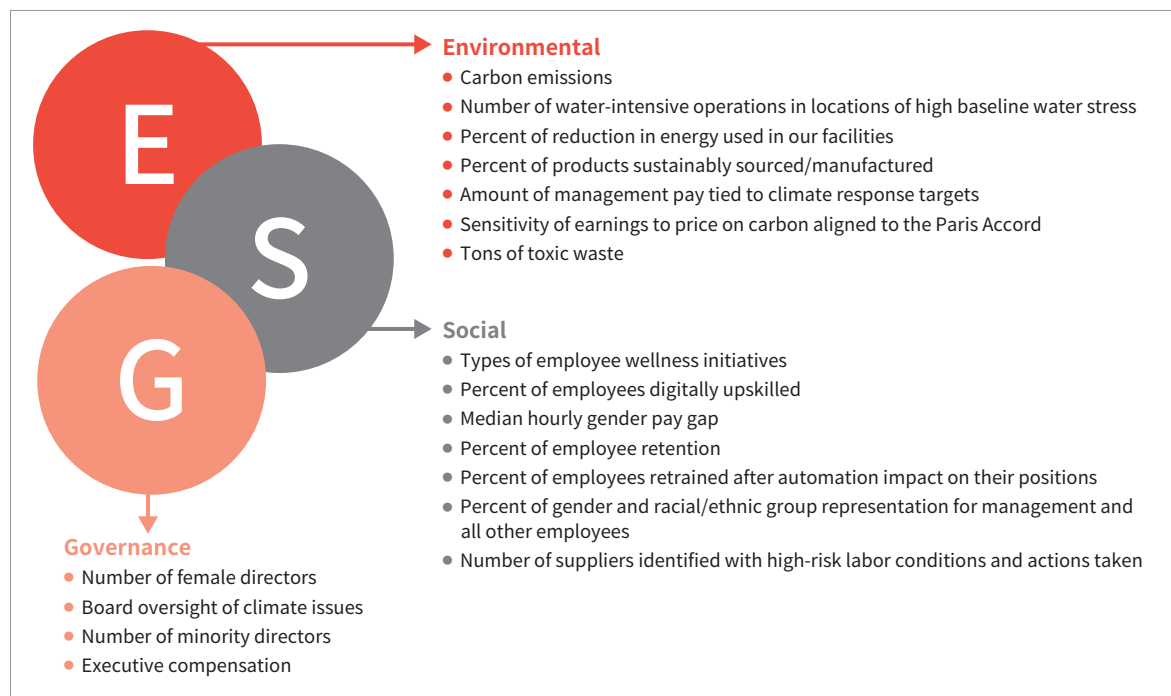 E
S
G
Environmental
• Carbon emissions
• Number of water-intensive operations in locations of high baseline water stress
• Percent of reduction in energy used in our facilities
• Percent of products sustainably sourced/manufactured
• Amount of management pay tied to climate response targets
• Sensitivity of earnings to price on carbon aligned to the Paris Accord
• Tons of toxic waste
Social
• Types of employee wellness initiatives
• Percent of employees digitally upskilled
• Median hourly gender pay gap
• Percent of employee retention
• Percent of employees retrained after automation impact on their positions
• Percent of gender and racial/ethnic group representation for management and
all other employees
• Number of suppliers identified with high-risk labor conditions and actions taken
Governance
• Number of female directors
• Board oversight of climate issues
• Number of minority directors
• Executive compensation